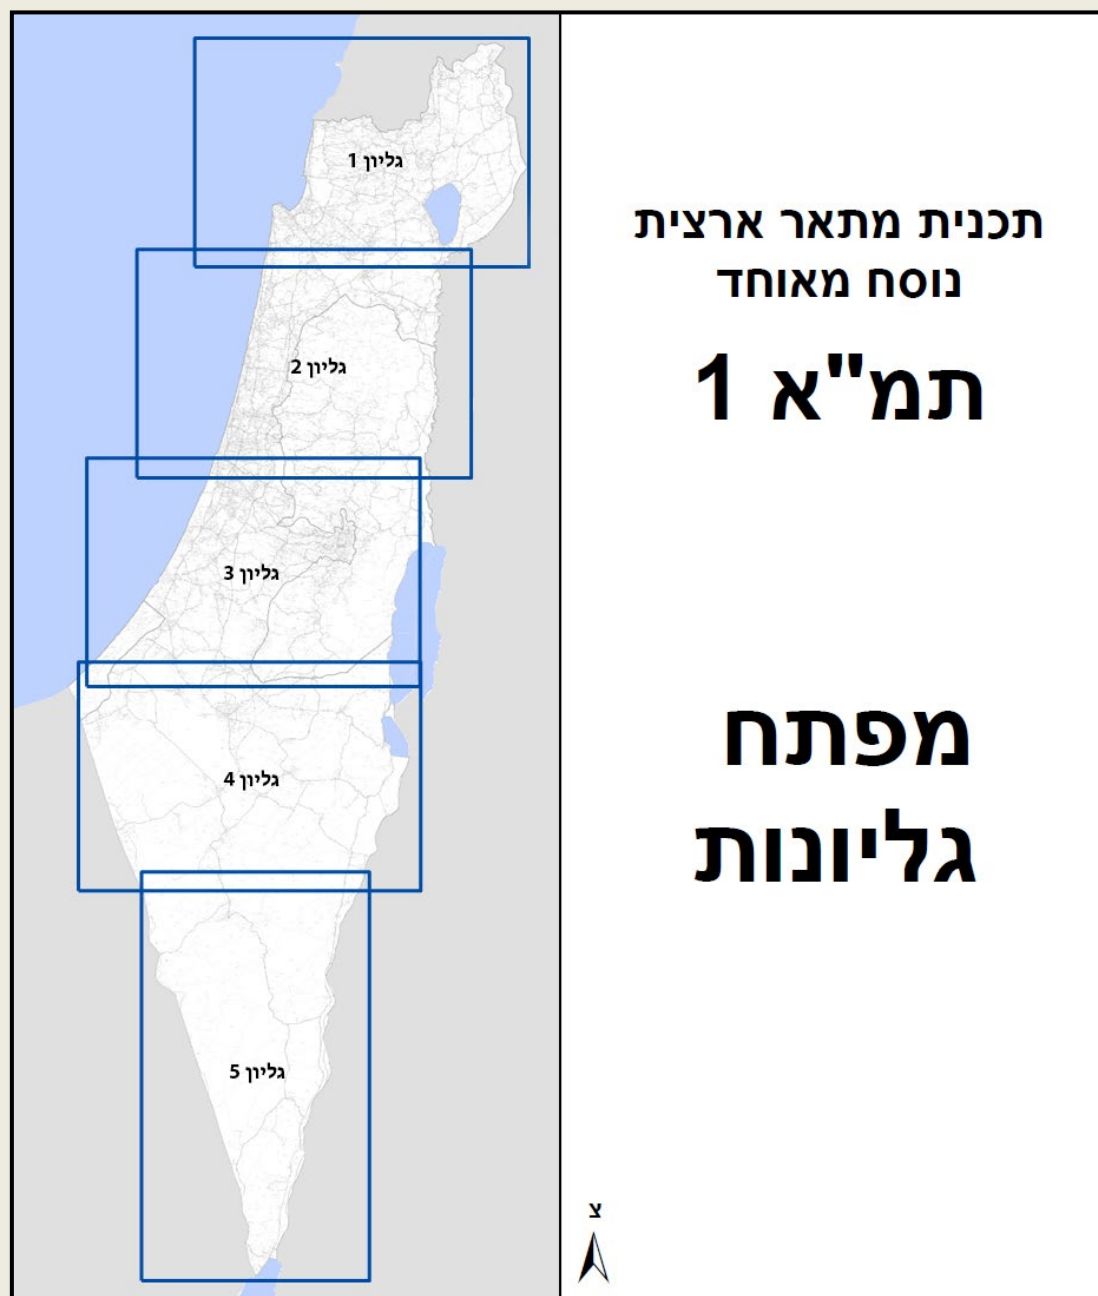 תכנית מתאר ארצית
נוסח מאוחד
תמ"א 1
מפתח
גליונות
צ
גליון 1
גליון 2
גליון 3
גליון 4
גליון 5